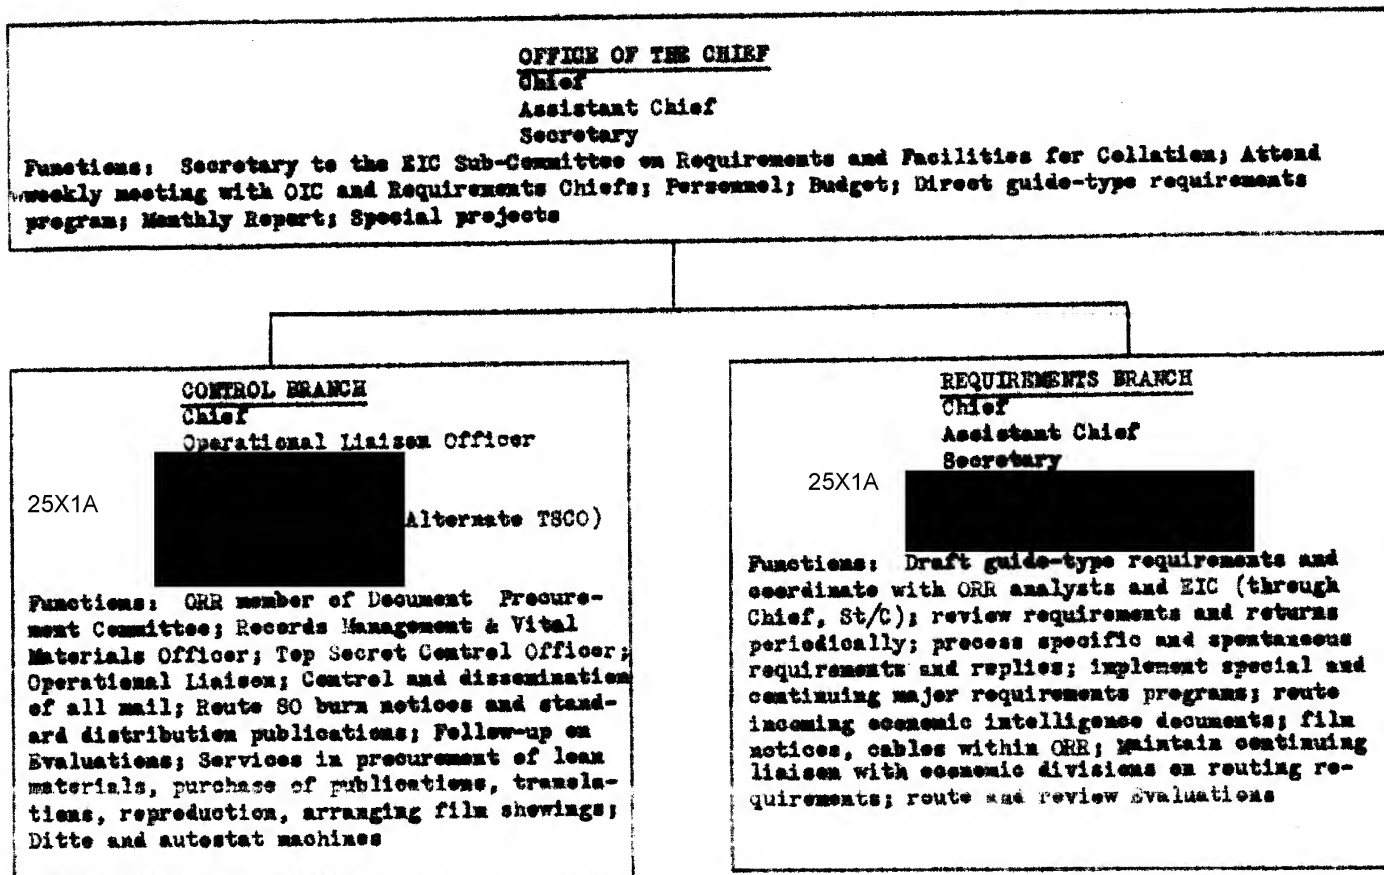 OFFICE OF THE CHIEF
Chief
Assistant Chief
Secretary
Functions: Secretary to the EIC Sub-Committee on Requirements and Facilities for Collation; Attend
weekly meeting with OIC and Requirements Chiefs; Personnel; Budget; Direct guide-type requirements
program; Monthly Report; Special projects
CONTROL BRANCH
Chief
Operational Liaison Officer
25X1A
Alternate TSCO)
Functions: ORR member of Document Procure-
ment Committee; Records Management & Vital
Materials Officer; Top Secret Control Officer;
Operational Liaison; Control and dissemination
of all mail; Route SO burn notices and stand-
ard distribution publications; Follow-up on
Evaluations; Services in procurement of loan
materials, purchase of publications, transla-
tions, reproduction, arranging film showings;
Ditto and autostat machines
REQUIREMENTS BRANCH
Chief
Assistant Chief
Secretary
25X1A
Functions: Draft guide-type requirements and
coordinate with ORR analysts and EIC (through
Chief, St/C); review requirements and returns
periodically; process specific and spontaneous
requirements and replies; implement special and
continuing major requirements programs; route
incoming economic intelligence documents; film
notices, cables within ORR; Maintain continuing
liaison with economic divisions on routing re-
quirements; route and review Evaluations